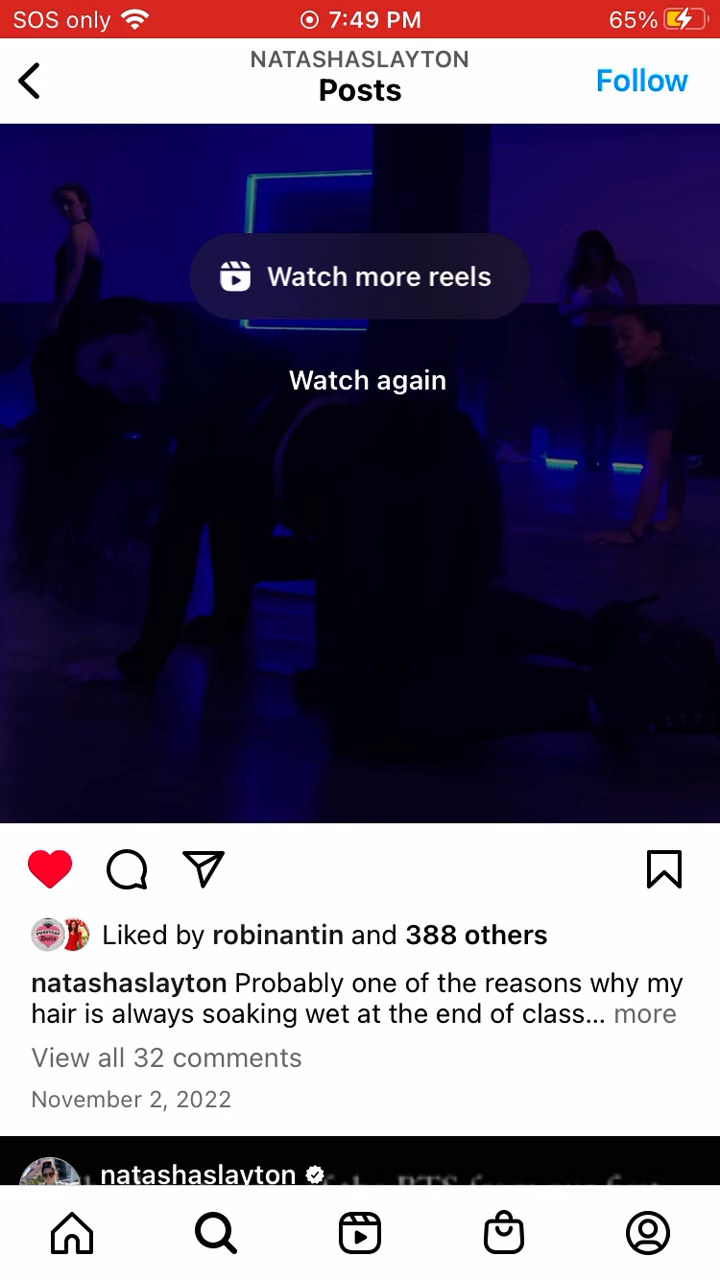 SOS only
7:49 PM
65%
NATASHASLAYTON
Posts
Follow
Watch more reels
Watch again
Liked by robinantin and 388 others
natashaslayton Probably one of the reasons why my
hair is always soaking wet at the end of class... more
View all 32 comments
November 2, 2022
natashaslayton